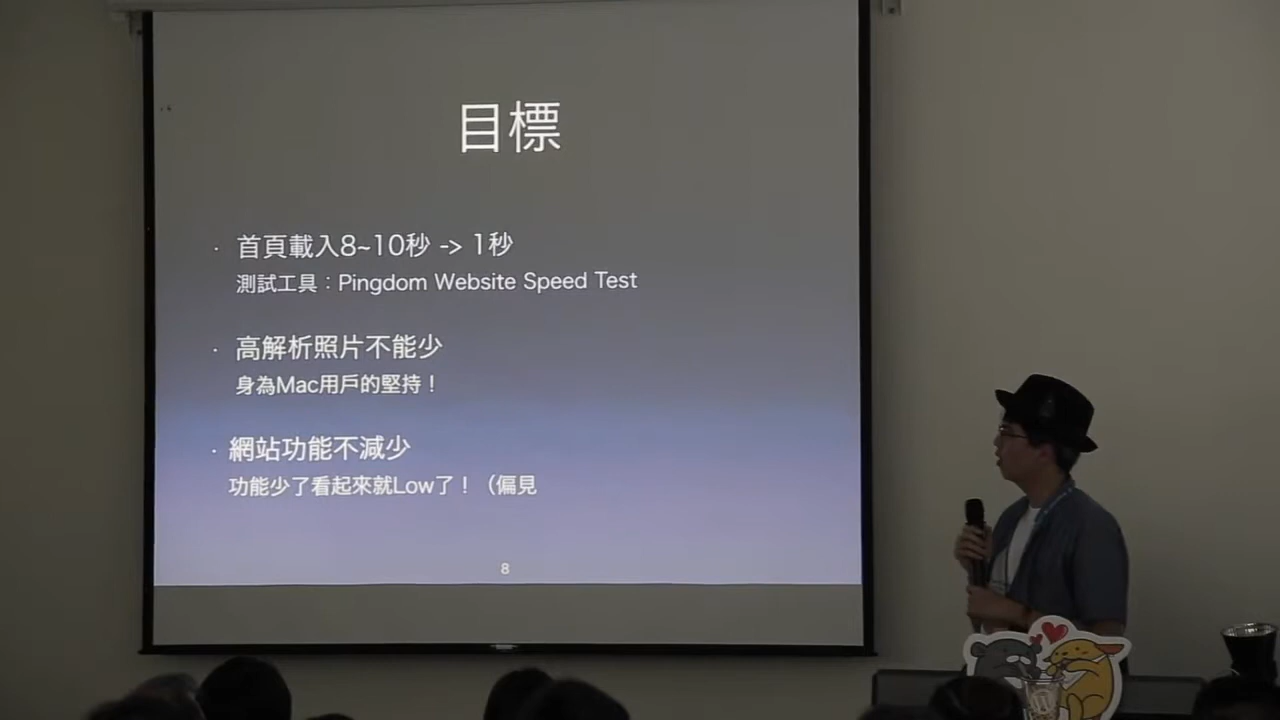 目標
· 首頁載入8~10秒 -> 1秒
測試工具：Pingdom Website Speed Test
· 高解析照片不能少
身為Mac用戶的堅持！
· 網站功能不減少
功能少了看起來就Low了！（偏見
8